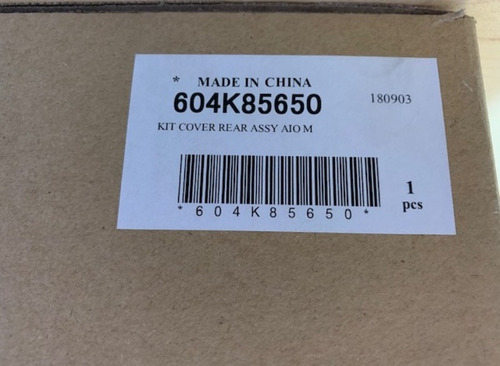 * MADE IN CHINA
604K85650 180903
KIT COVER REAR ASSY AIO M
1
*604K85650* pcs